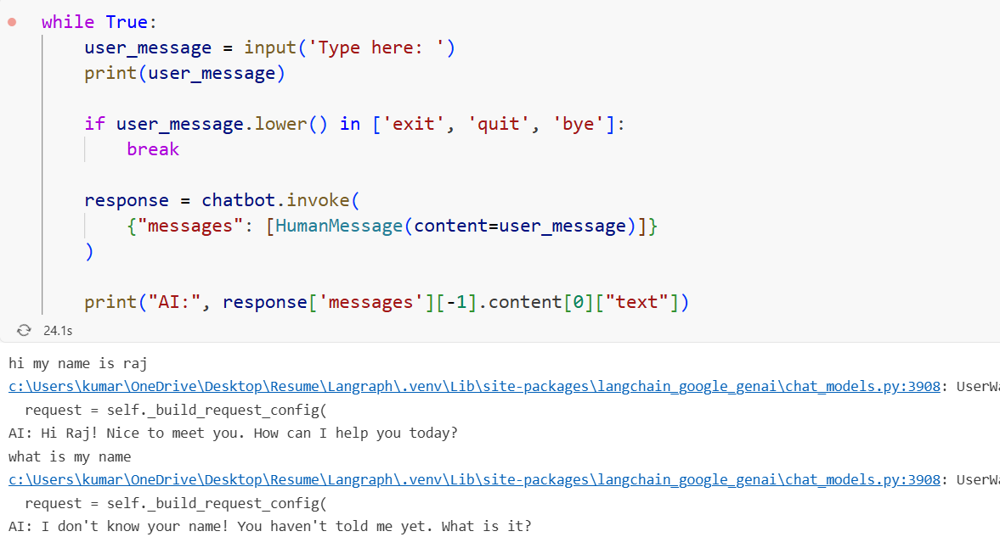 while True:
    user_message = input('Type here: ')
    print(user_message)

    if user_message.lower() in ['exit', 'quit', 'bye']:
        break

    response = chatbot.invoke(
        {"messages": [HumanMessage(content=user_message)]}
    )

    print("AI:", response['messages'][-1].content[0]["text"])
24.1s
hi my name is raj
c:\Users\kumar\OneDrive\Desktop\Resume\Langraph\.venv\Lib\site-packages\langchain_google_genai\chat_models.py:3908: UserWa
  request = self._build_request_config(
AI: Hi Raj! Nice to meet you. How can I help you today?
what is my name
c:\Users\kumar\OneDrive\Desktop\Resume\Langraph\.venv\Lib\site-packages\langchain_google_genai\chat_models.py:3908: UserWa
  request = self._build_request_config(
AI: I don't know your name! You haven't told me yet. What is it?